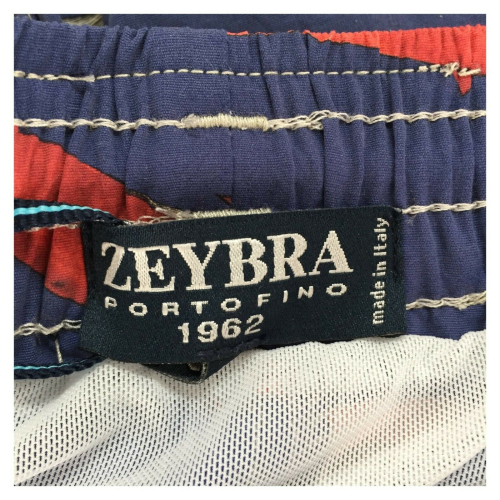 ZEYBRA
PORTOFINO
1962
made in Italy